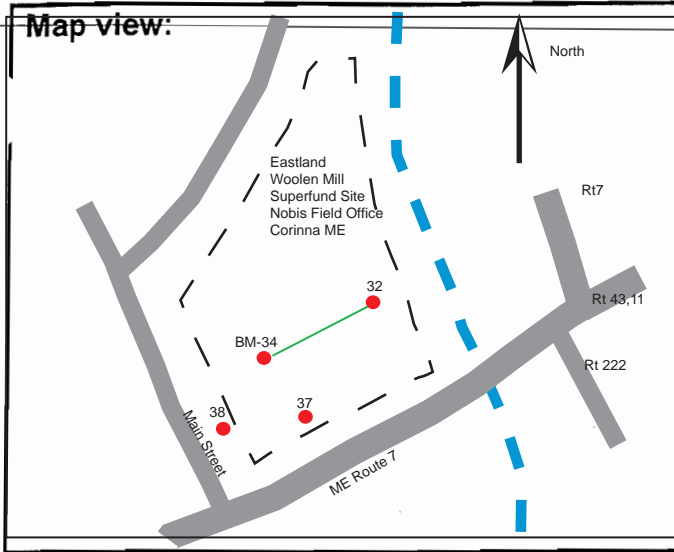 Map view:
North
Eastland
Woolen Mill
Superfund Site
Nobis Field Office
Corinna ME
Rt7
32
Rt 43,11
BM-34
Rt 222
38
37
Main Street
ME Route 7